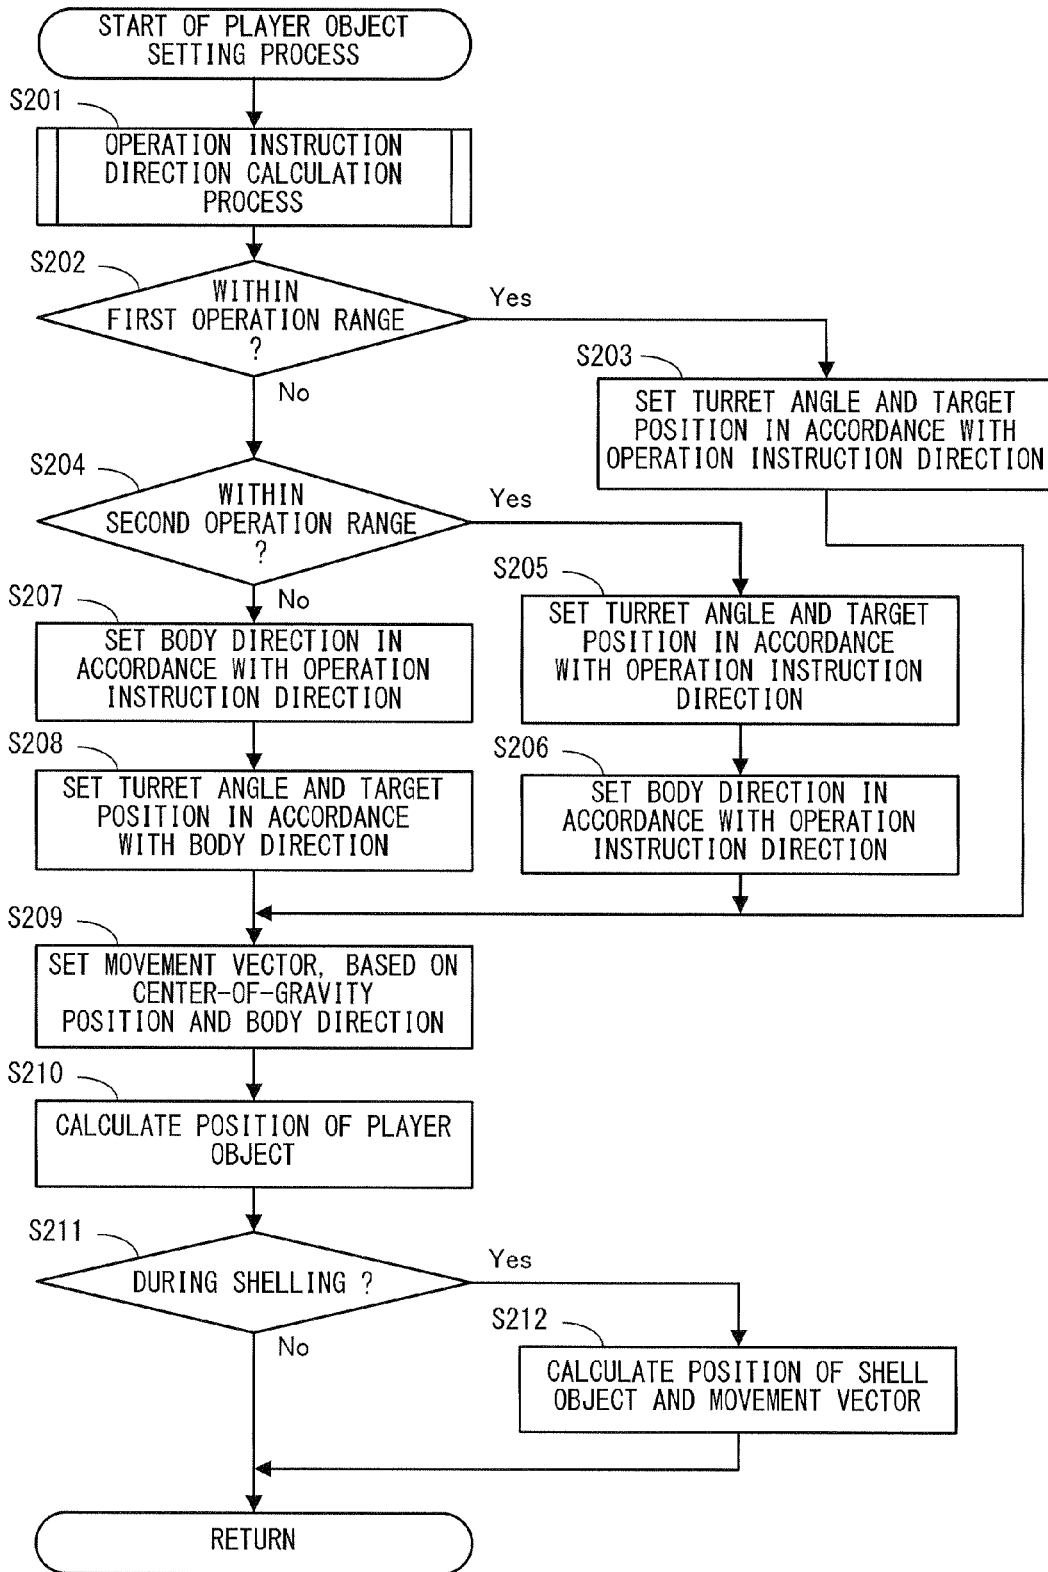 START OF PLAYER OBJECT
SETTING PROCESS
S201
OPERATION INSTRUCTION
DIRECTION CALCULATION
PROCESS
S202
WITHIN
FIRST OPERATION RANGE
?
Yes
No
S203
SET TURRET ANGLE AND TARGET
POSITION IN ACCORDANCE WITH
OPERATION INSTRUCTION DIRECTION
S204
WITHIN
SECOND OPERATION RANGE
?
Yes
No
S205
SET TURRET ANGLE AND TARGET
POSITION IN ACCORDANCE
WITH OPERATION INSTRUCTION
DIRECTION
S206
SET BODY DIRECTION IN
ACCORDANCE WITH OPERATION
INSTRUCTION DIRECTION
S207
SET BODY DIRECTION IN
ACCORDANCE WITH OPERATION
INSTRUCTION DIRECTION
S208
SET TURRET ANGLE AND TARGET
POSITION IN ACCORDANCE
WITH BODY DIRECTION
S209
SET MOVEMENT VECTOR, BASED ON
CENTER-OF-GRAVITY
POSITION AND BODY DIRECTION
S210
CALCULATE POSITION OF PLAYER
OBJECT
S211
DURING SHELLING ?
Yes
No
S212
CALCULATE POSITION OF SHELL
OBJECT AND MOVEMENT VECTOR
RETURN